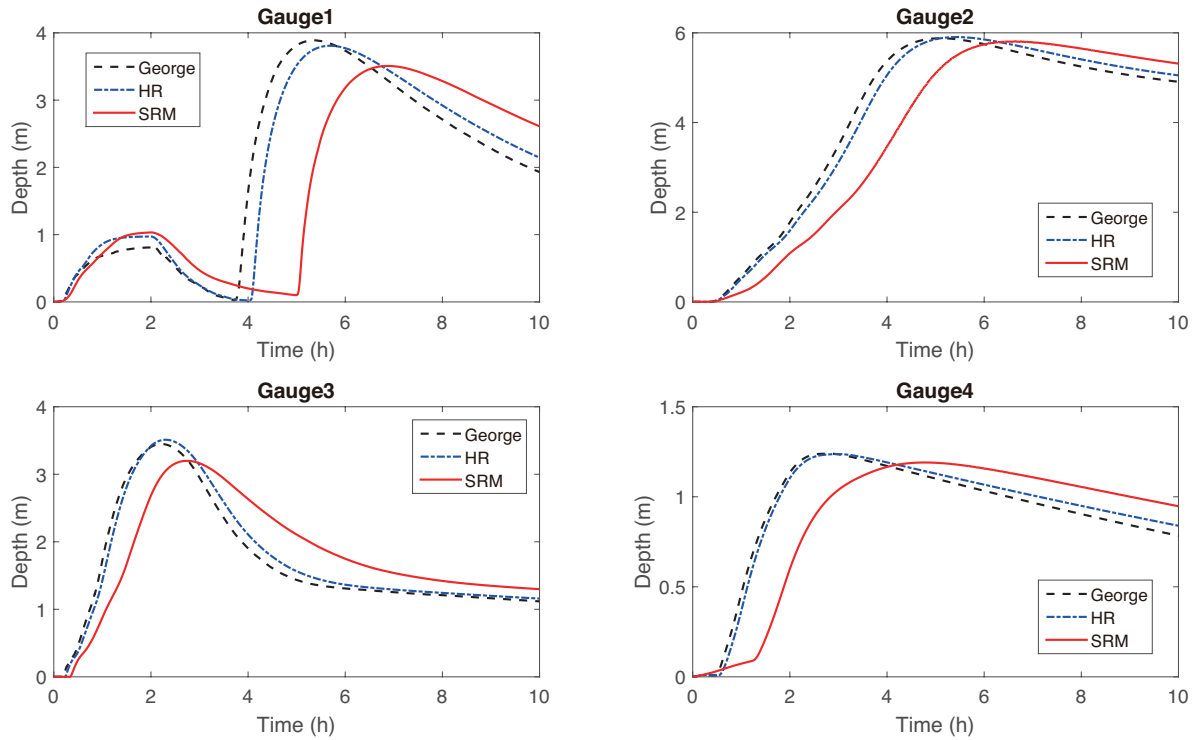 Gauge1
Depth (m)
4
3
2
1
0
George
HR
SRM
0 2 4 6 8 10
Time (h)
Gauge2
Depth (m)
6
4
2
0
George
HR
SRM
0 2 4 6 8 10
Time (h)
Gauge3
Depth (m)
4
3
2
1
0
George
HR
SRM
0 2 4 6 8 10
Time (h)
Gauge4
Depth (m)
1.5
1
0.5
0
George
HR
SRM
0 2 4 6 8 10
Time (h)